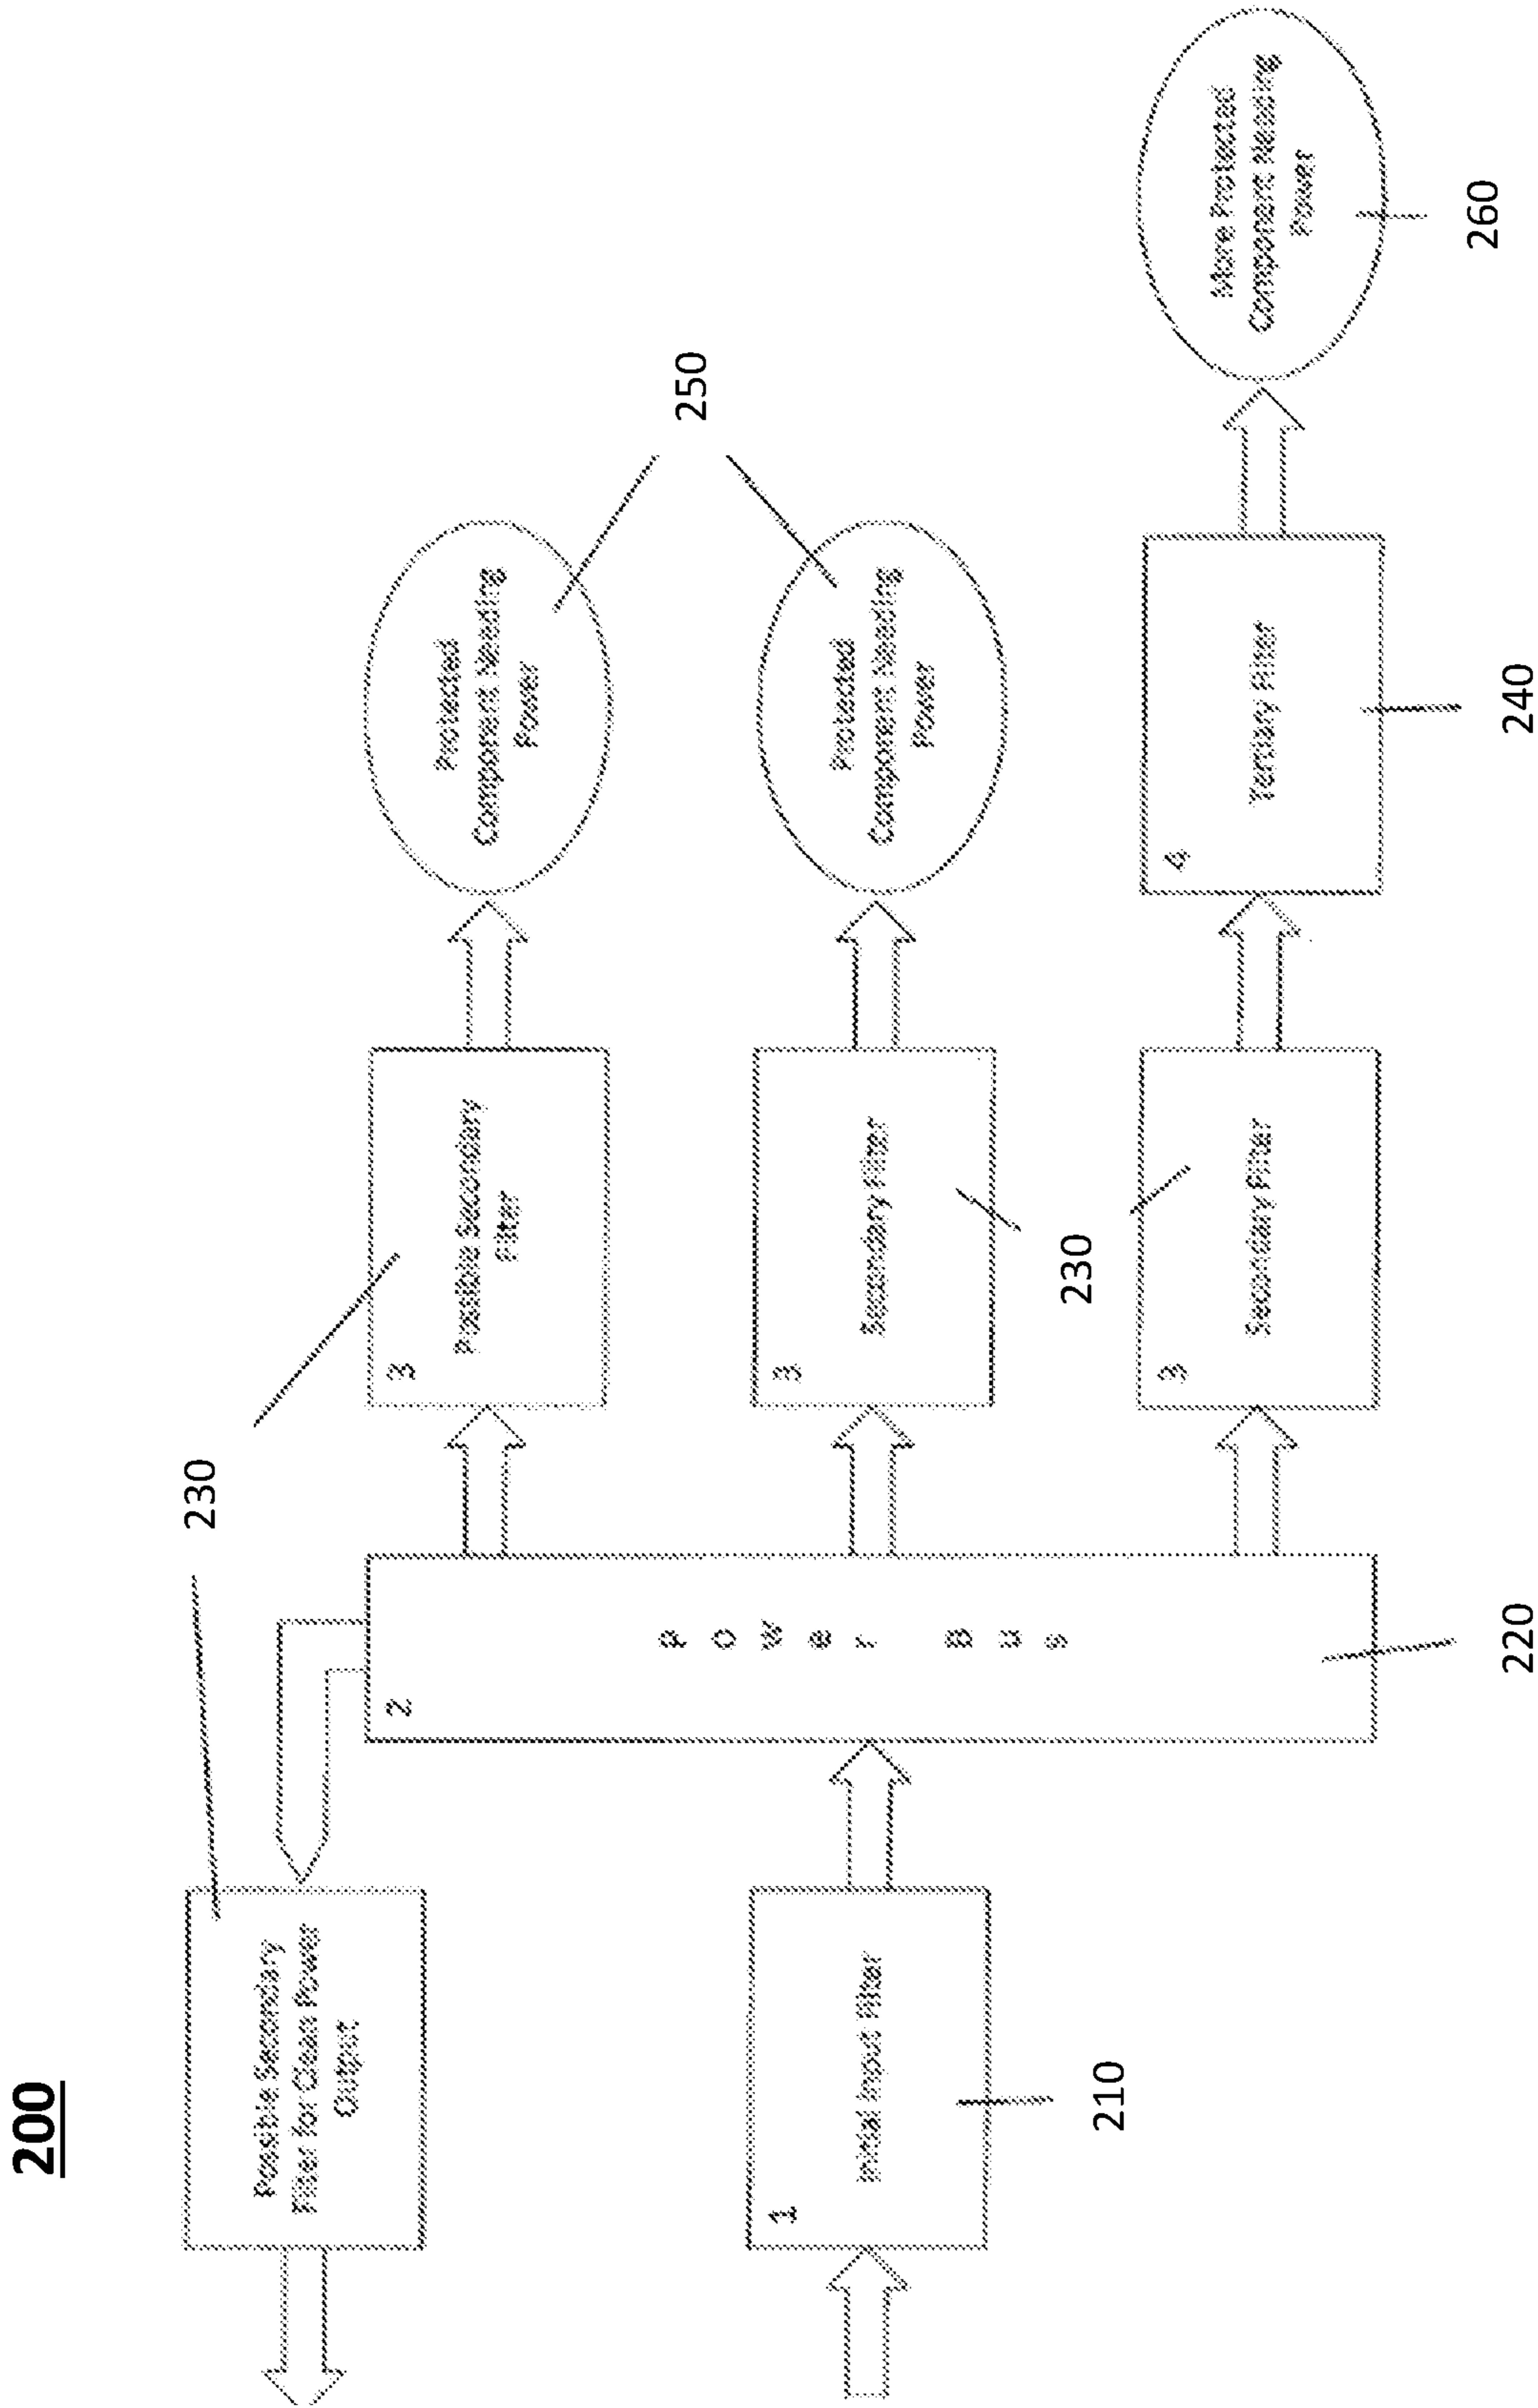 200
Possible Secondary
Filter for Clean Power
Output
230
3
Possible Secondary
Filter
Protected
Component Needing
Power
250
1
Initial Input Filter
210
2
Power Bus
220
3
Secondary Filter
230
Protected
Component Needing
Power
3
Secondary Filter
4
Tertiary Filter
240
More Protected
Component Needing
Power
260